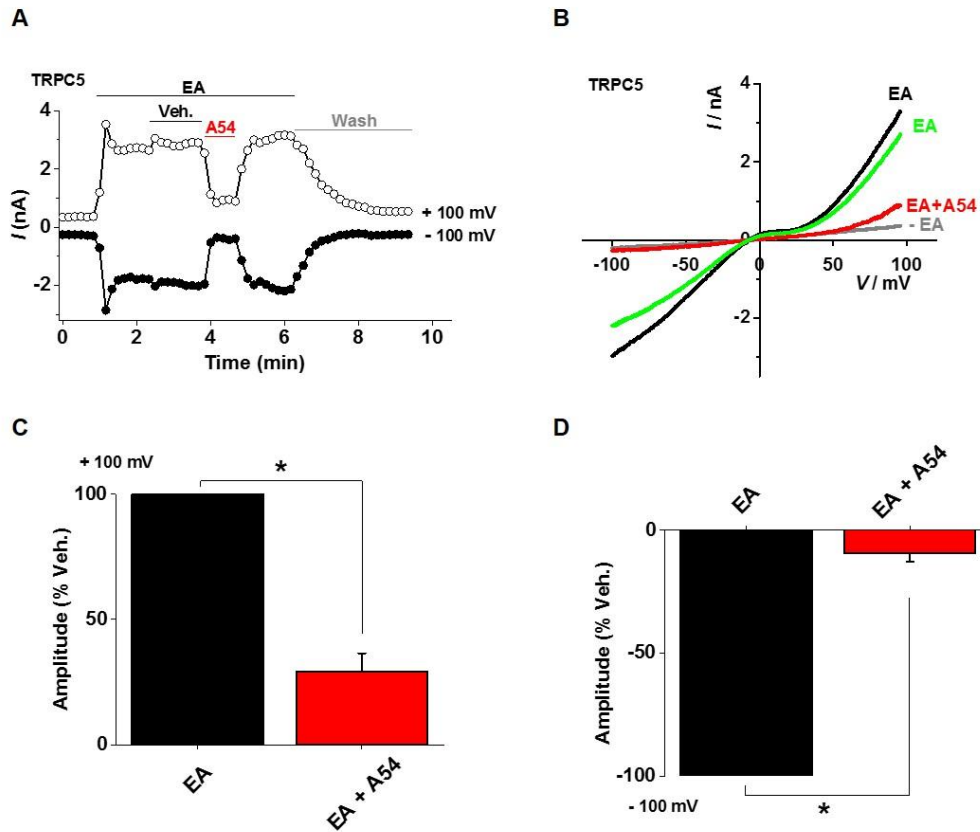 A
TRPC5
EA
Veh.
A54
Wash
4
2
0
-2
I (nA)
+ 100 mV
- 100 mV
0 2 4 6 8 10
Time (min)
B
TRPC5
I / nA
4
2
0
-2
EA
EA
EA+A54
- EA
-100 -50 0 50 100
V / mV
C
+ 100 mV
*
100
50
0
Amplitude (% Veh.)
EA
EA + A54
D
EA
EA + A54
0
-50
-100
Amplitude (% Veh.)
- 100 mV
*